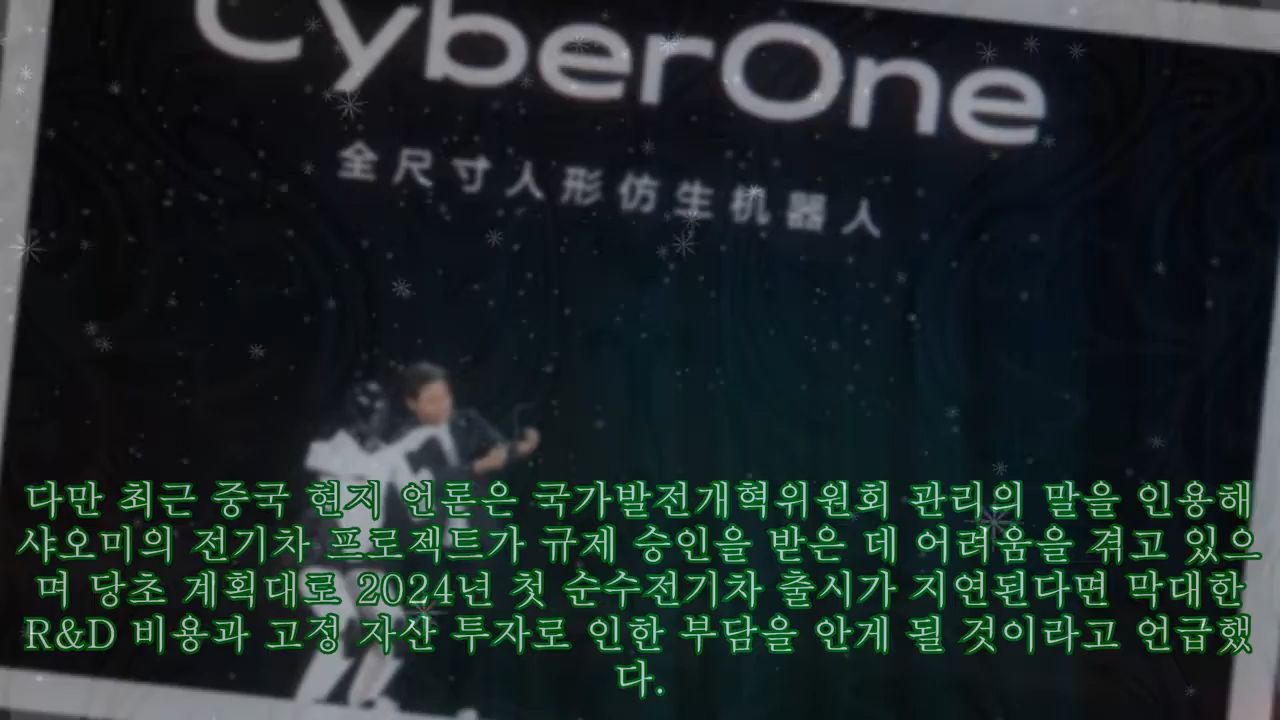 CyberOne
全尺寸人形仿生机器人
다만 최근 중국 현지 언론은 국가발전개혁위원회 관리의 말을 인용해
샤오미의 전기차 프로젝트가 규제 승인을 받은 데 어려움을 겪고 있으
며 당초 계획대로 2024년 첫 순수전기차 출시가 지연된다면 막대한
R&D 비용과 고정 자산 투자로 인한 부담을 안게 될 것이라고 언급했
다.